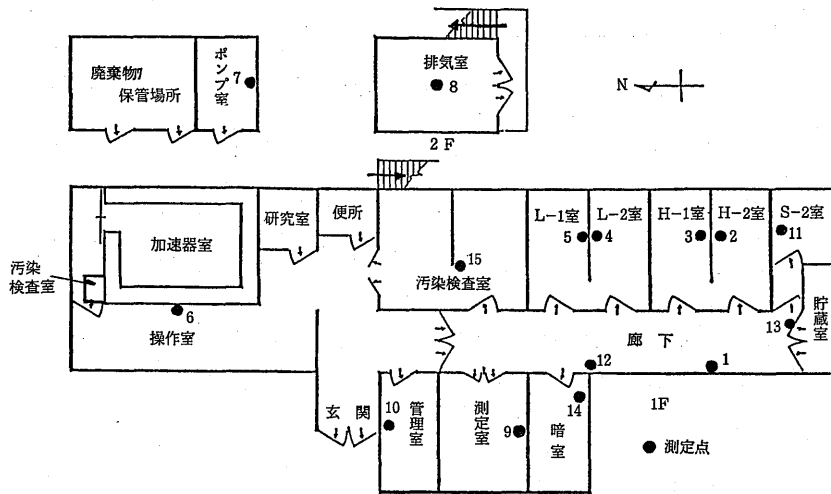 廃棄物
保管場所
ポンプ室
7
排気室
8
2F
N
加速器室
研究室
便所
汚染
検査室
6
操作室
15
汚染検査室
L-1室
5
L-2室
4
H-1室
3
H-2室
2
S-2室
11
貯蔵室
13
廊下
12
1
玄関
10
管理室
測定室
9
暗室
14
1F
測定点